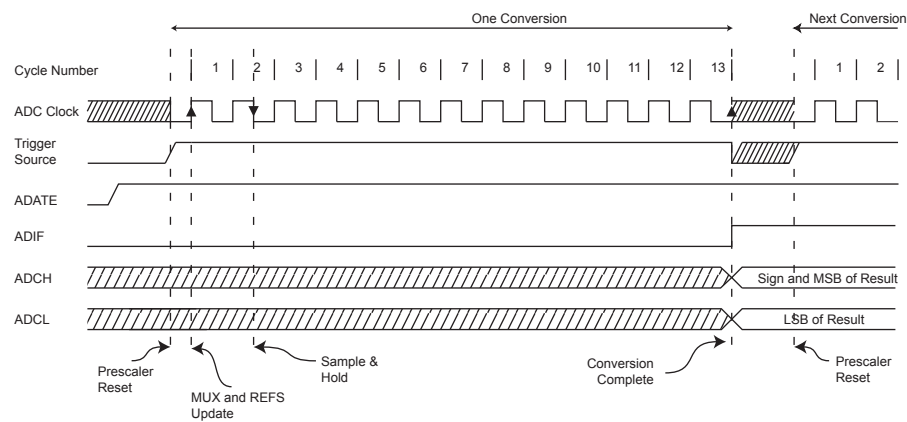 One Conversion
Next Conversion
Cycle Number
1 2 3 4 5 6 7 8 9 10 11 12 13 1 2
ADC Clock
Trigger
Source
ADATE
ADIF
ADCH
Sign and MSB of Result
ADCL
LSB of Result
Prescaler
Reset
MUX and REFS
Update
Sample &
Hold
Conversion
Complete
Prescaler
Reset